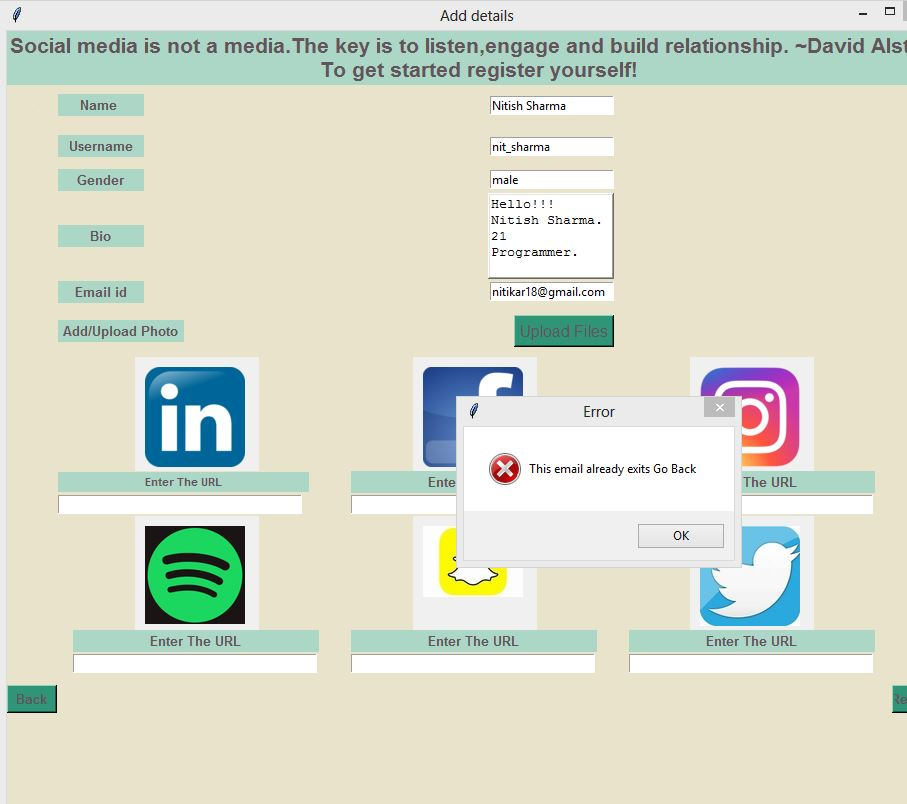 Add details
Social media is not a media.The key is to listen,engage and build relationship. ~David
To get started register yourself!
Name
Nitish Sharma
Username
nit_sharma
Gender
male
Bio
Hello!!!
Nitish Sharma.
21
Programmer.
Email id
nitikar18@gmail.com
Add/Upload Photo
Upload Files
in
f
Error
This email already exits Go Back
OK
Enter The URL
Ente
The URL
Enter The URL
Enter The URL
Enter The URL
Back